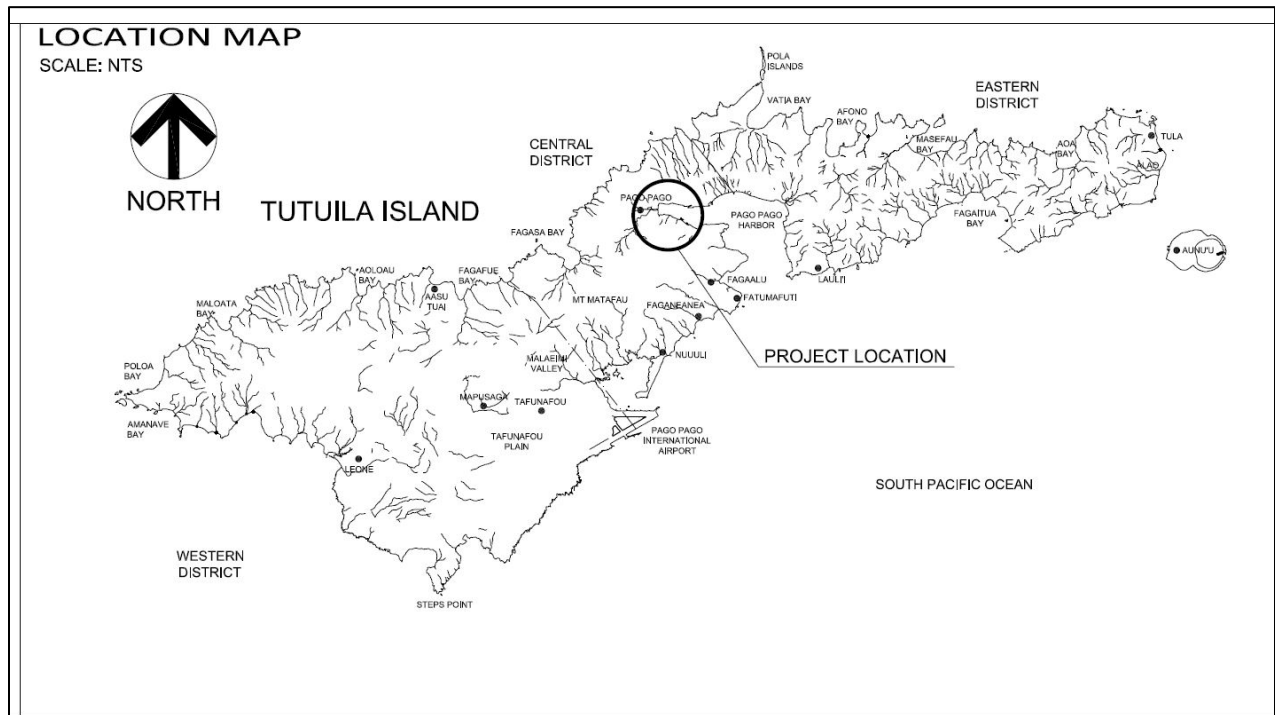 LOCATION MAP
SCALE: NTS
NORTH
TUTUILA ISLAND
POLA
ISLANDS
VATIA BAY
AFONO
BAY
EASTERN
DISTRICT
MASEFAU
BAY
AOA
BAY
TULA
ALAO
CENTRAL
DISTRICT
PAGO PAGO
PAGO PAGO
HARBOR
FAGAITUA
BAY
AUNU'U
FAGASA BAY
LAULI'I
FAGAALU
FATUMAFUTI
FAGANEANEA
AOLOAU
BAY
FAGAFUE
BAY
AASU
TUAI
MT MATAFAU
MALOATA
BAY
NUUULI
PROJECT LOCATION
MALAEIMI
VALLEY
POLOA
BAY
MAPUSAGA
TAFUNAFOU
AMANAVE
BAY
TAFUNAFOU
PLAIN
PAGO PAGO
INTERNATIONAL
AIRPORT
LEONE
SOUTH PACIFIC OCEAN
WESTERN
DISTRICT
STEPS POINT